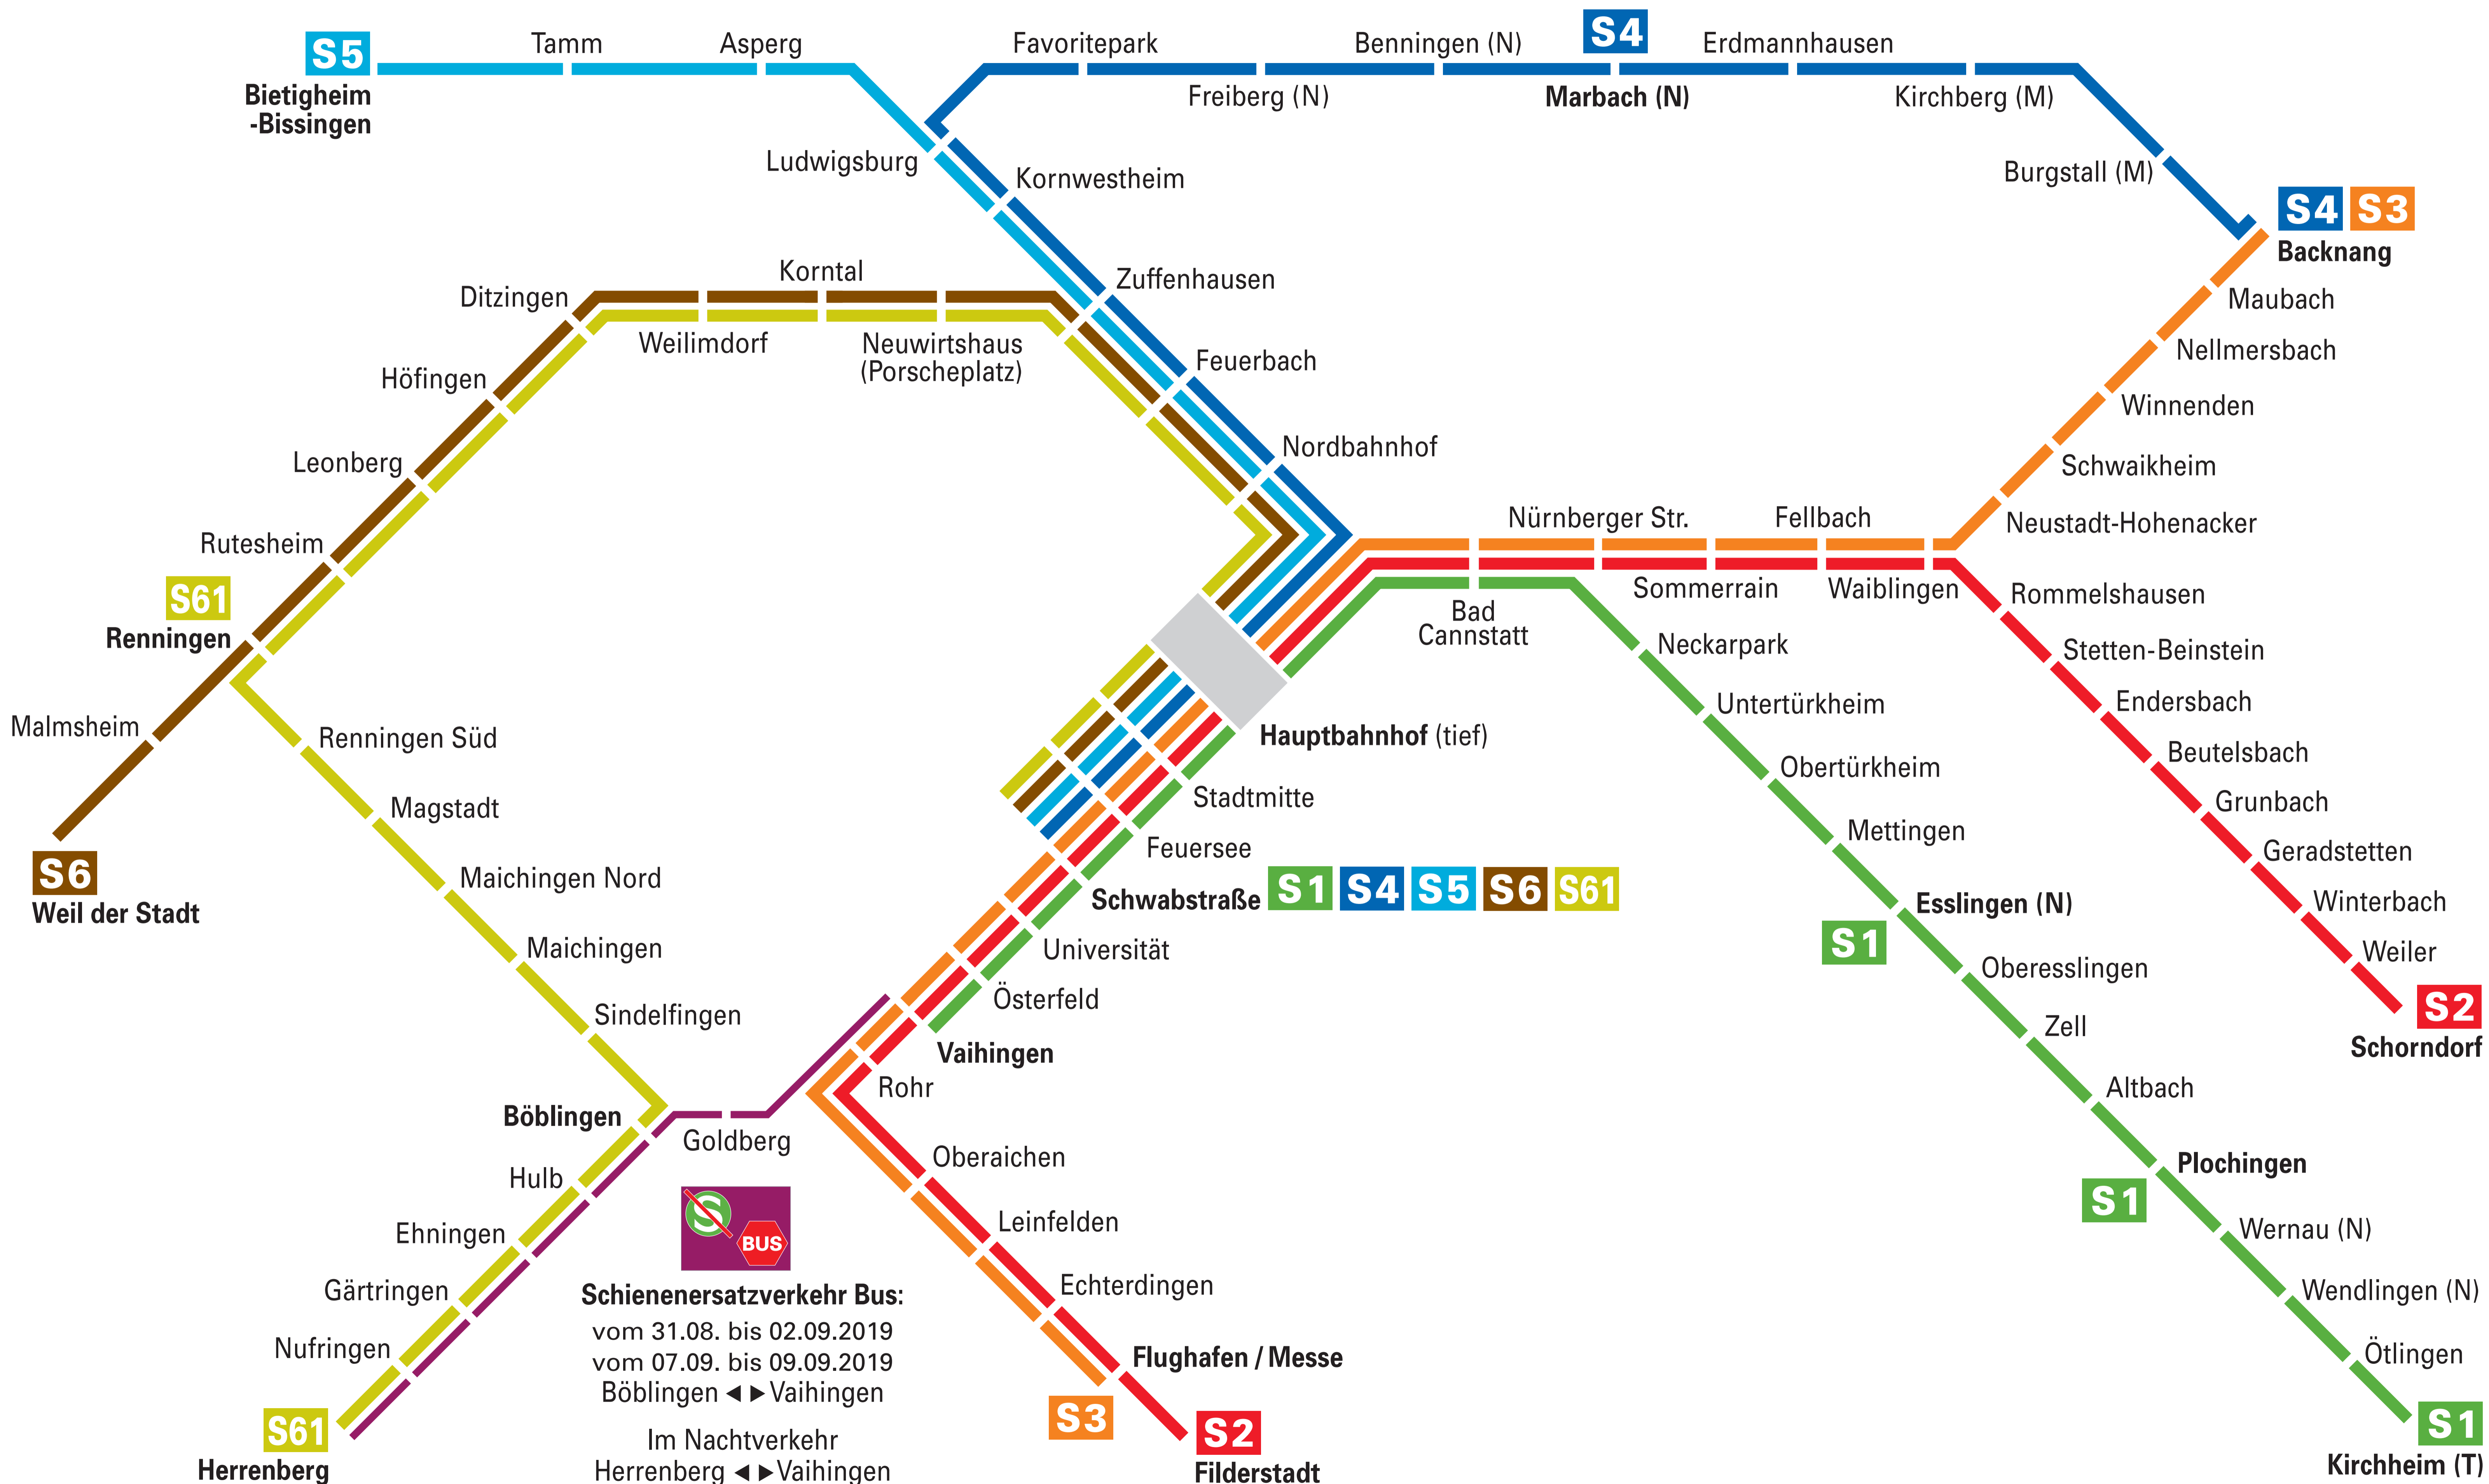 S5
Tamm
Asperg
Bietigheim
-Bissingen
Favoritepark
Benningen (N)
S4
Erdmannhausen
Freiberg (N)
Marbach (N)
Kirchberg (M)
Burgstall (M)
S4 S3
Backnang
Ludwigsburg
Kornwestheim
Zuffenhausen
Feuerbach
Nordbahnhof
Korntal
Ditzingen
Weilimdorf
Neuwirtshaus
(Porscheplatz)
Höfingen
Leonberg
Rutesheim
S61
Renningen
Malmsheim
S6
Weil der Stadt
Renningen Süd
Magstadt
Maichingen Nord
Maichingen
Sindelfingen
Böblingen
Hulb
Ehningen
Gärtringen
Nufringen
S61
Herrenberg
Goldberg
S
BUS
Schienenersatzverkehr Bus:
vom 31.08. bis 02.09.2019
vom 07.09. bis 09.09.2019
Böblingen ◄ ► Vaihingen
Im Nachtverkehr
Herrenberg ◄ ► Vaihingen
Maubach
Nellmersbach
Winnenden
Schwaikheim
Neustadt-Hohenacker
Nürnberger Str.
Fellbach
Sommerrain
Waiblingen
Bad
Cannstatt
Rommelshausen
Stetten-Beinstein
Endersbach
Beutelsbach
Grunbach
Geradstetten
Winterbach
Weiler
S2
Schorndorf
Neckarpark
Untertürkheim
Obertürkheim
Mettingen
Esslingen (N)
S1
Oberesslingen
Zell
Altbach
Plochingen
S1
Wernau (N)
Wendlingen (N)
Ötlingen
S1
Kirchheim (T)
Hauptbahnhof (tief)
Stadtmitte
Feuersee
Schwabstraße S1 S4 S5 S6 S61
Universität
Österfeld
Vaihingen
Rohr
Oberaichen
Leinfelden
Echterdingen
Flughafen / Messe
S3
S2
Filderstadt